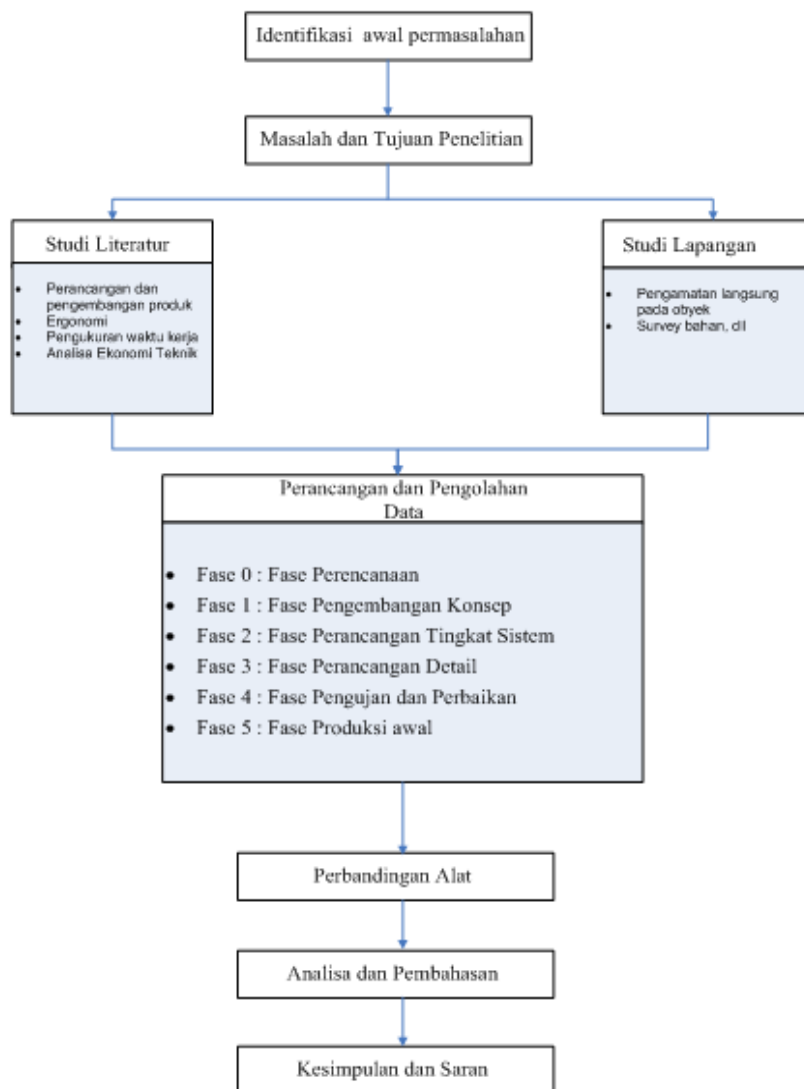 Identifikasi awal permasalahan
Masalah dan Tujuan Penelitian
Studi Literatur
• Perancangan dan
pengembangan produk
• Ergonomi
• Pengukuran waktu kerja
• Analisa Ekonomi Teknik
Studi Lapangan
• Pengamatan langsung
pada obyek
• Survey bahan, dll
Perancangan dan Pengolahan
Data
• Fase 0 : Fase Perencanaan
• Fase 1 : Fase Pengembangan Konsep
• Fase 2 : Fase Perancangan Tingkat Sistem
• Fase 3 : Fase Perancangan Detail
• Fase 4 : Fase Pengujan dan Perbaikan
• Fase 5 : Fase Produksi awal
Perbandingan Alat
Analisa dan Pembahasan
Kesimpulan dan Saran